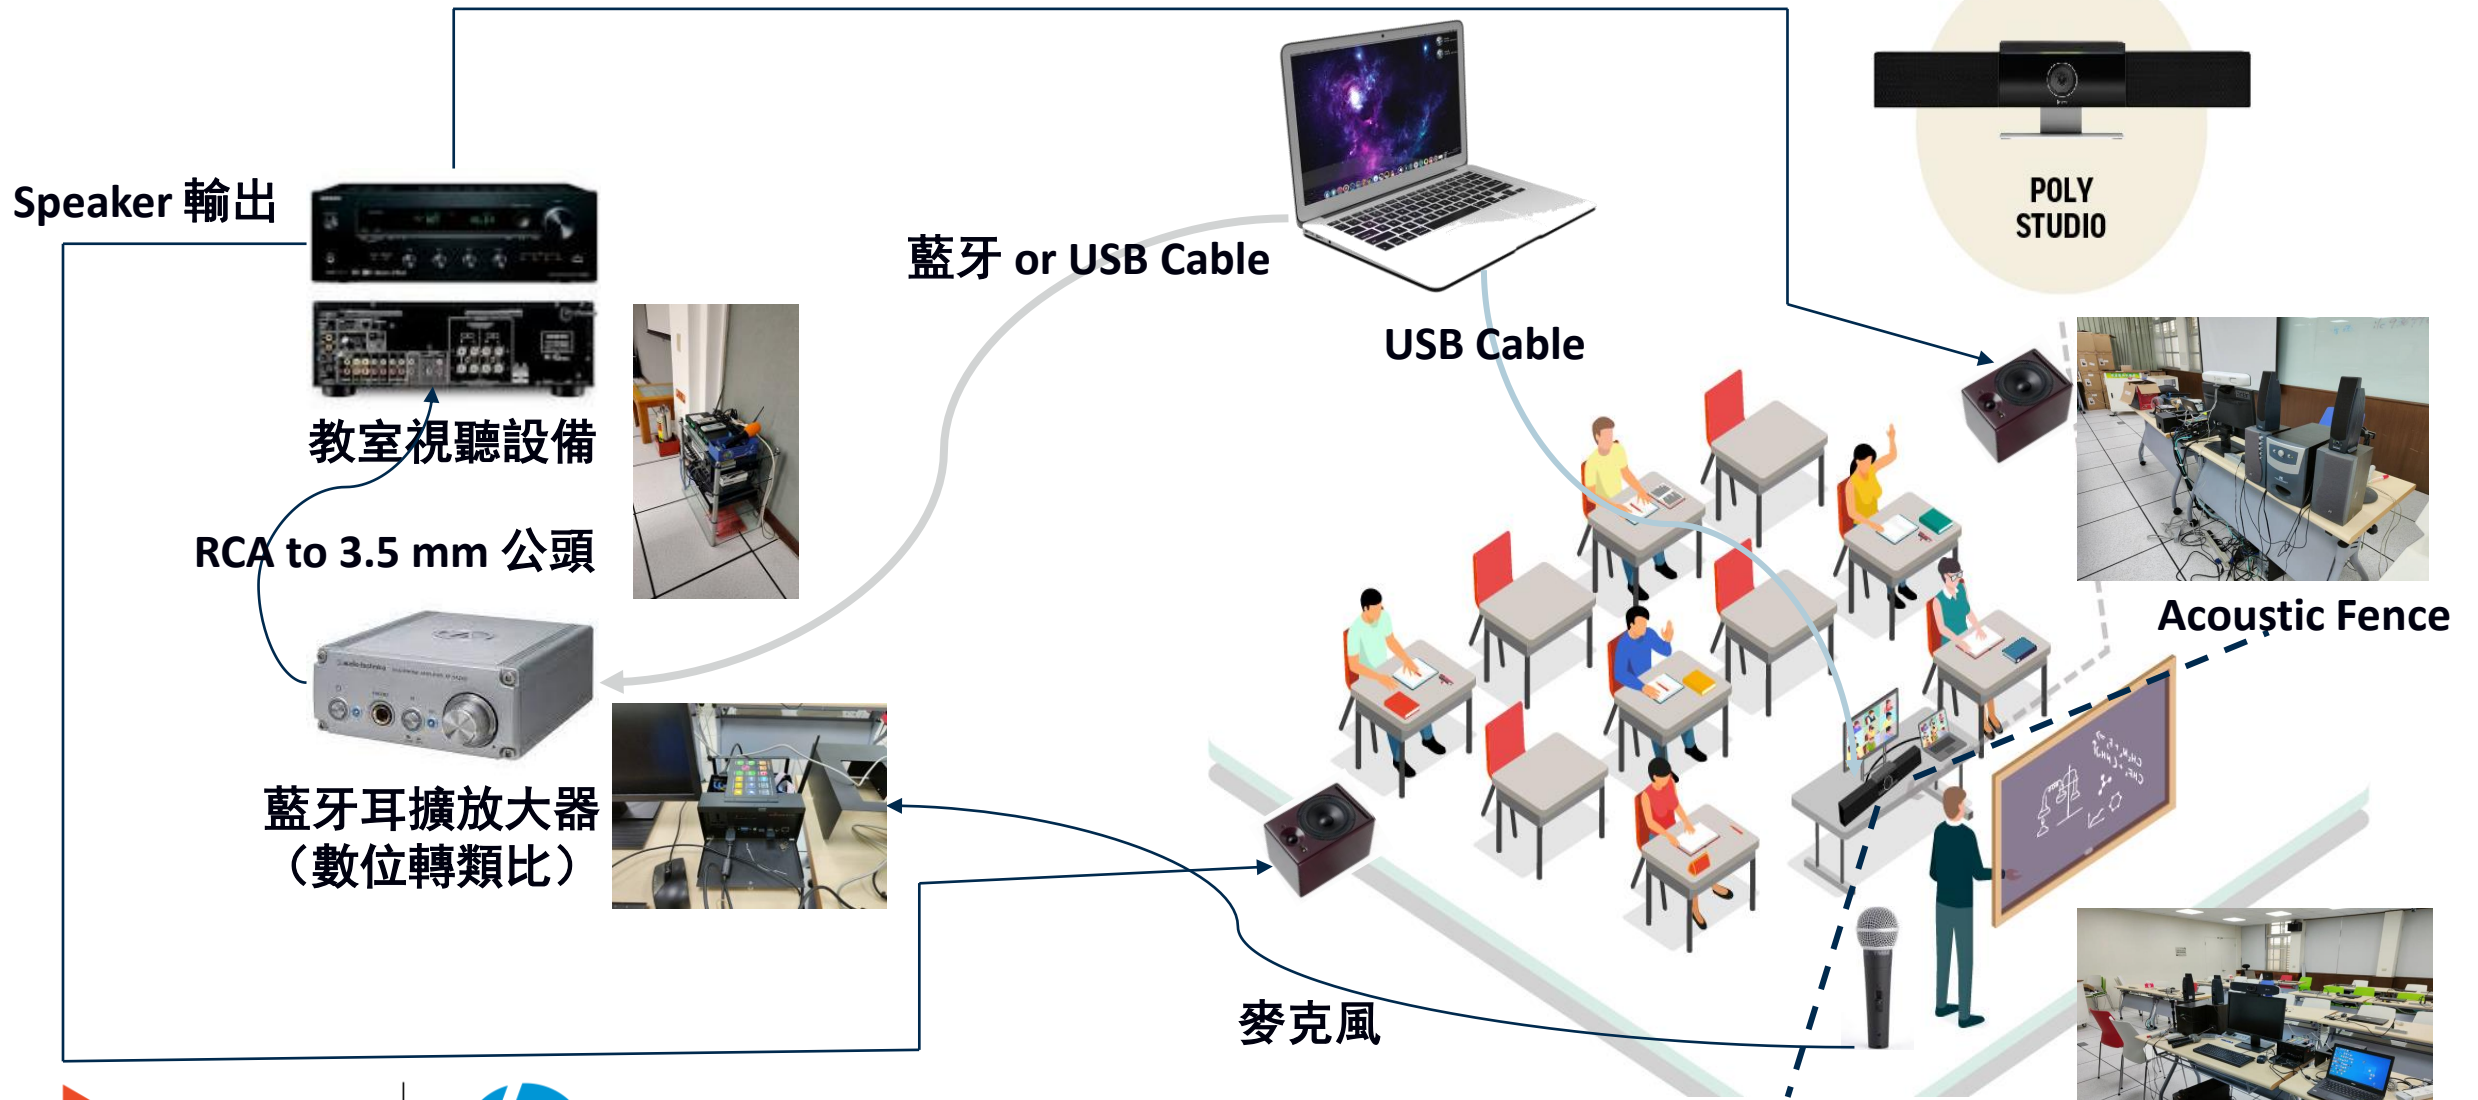 Speaker 輸出
藍牙 or USB Cable
POLY
STUDIO
USB Cable
教室視聽設備
RCA to 3.5 mm 公頭
Acoustic Fence
audio-technica
藍牙耳擴放大器
（數位轉類比）
麥克風